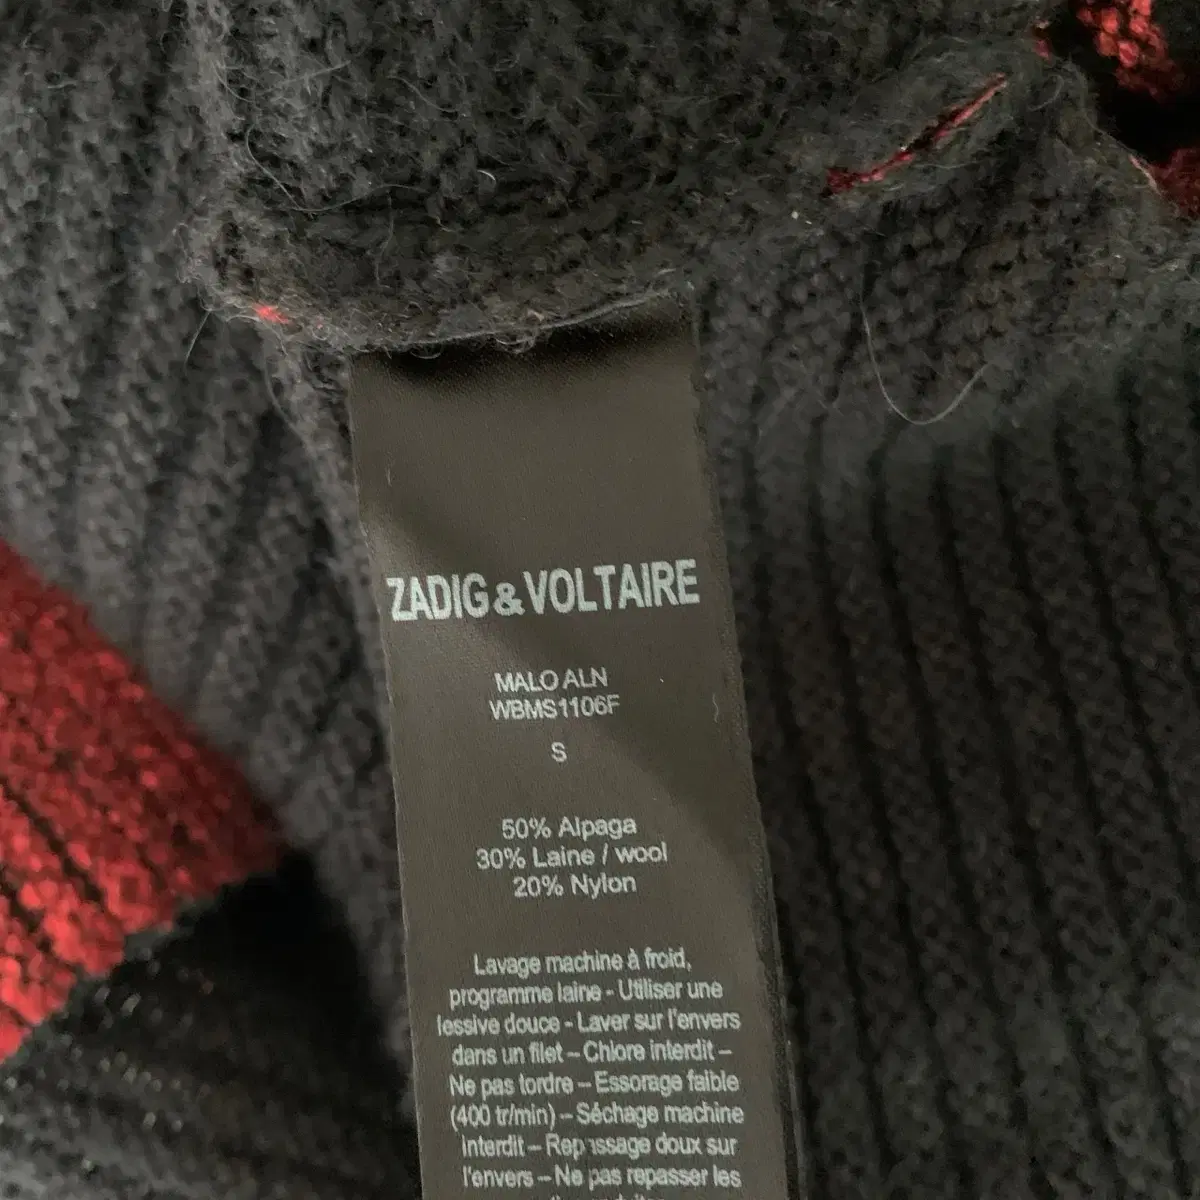 ZADIG&VOLTAIRE
MALO ALN
WBMS1106F
S
50% Alpaga
30% Laine / wool
20% Nylon
Lavage machine à froid,
programme laine - Utiliser une
lessive douce - Laver sur l'envers
dans un filet – Chlore interdit –
Ne pas tordre – Essorage faible
(400 tr/min) – Séchage machine
interdit – Repassage doux sur
l'envers – Ne pas repasser les